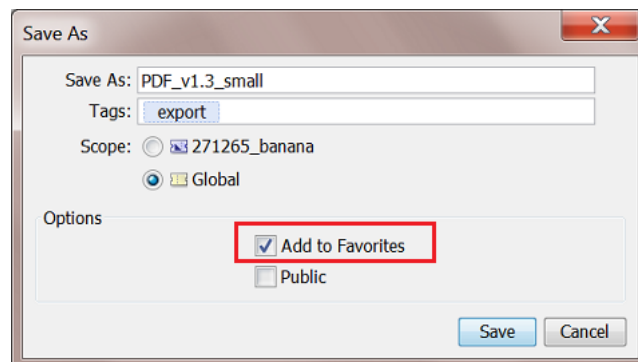 Save As
Save As: PDF_v1.3_small
Tags: export
Scope: 271265_banana
Global
Options
Add to Favorites
Public
Save Cancel